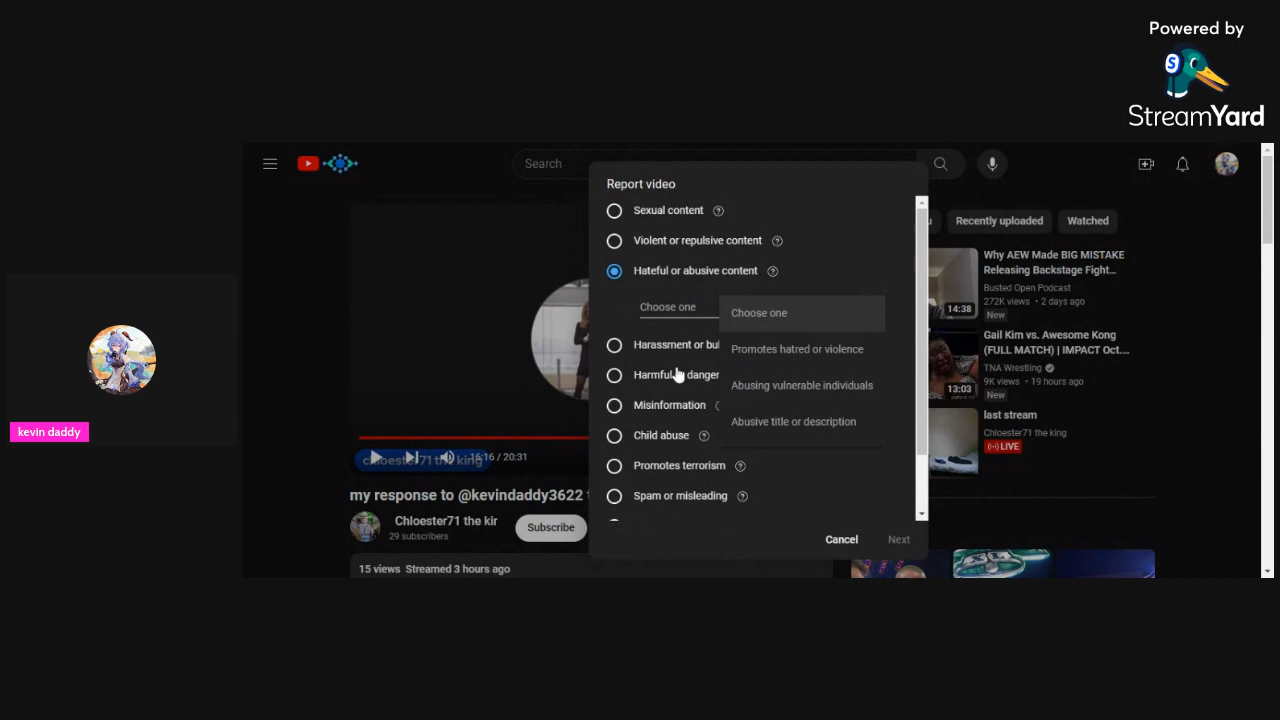 Powered by
StreamYard
Search
Report video
Sexual content
Violent or repulsive content
Hateful or abusive content
Choose one
Choose one
Promotes hatred or violence
Abusing vulnerable individuals
Abusive title or description
Harassment or bul
Harmful danger
Misinformation
Child abuse
Promotes terrorism
Spam or misleading
Cancel
Next
Recently uploaded
Watched
Why AEW Made BIG MISTAKE
Releasing Backstage Fight...
Busted Open Podcast
272K views • 2 days ago
New
14:38
Gail Kim vs. Awesome Kong
(FULL MATCH) | IMPACT Oct....
TNA Wrestling
9K views • 19 hours ago
New
13:03
last stream
Chloester71 the king
LIVE
kevin daddy
chloester71 the king
16:16 / 20:31
my response to @kevindaddy3622
Chloester71 the kir
29 subscribers
Subscribe
15 views Streamed 3 hours ago